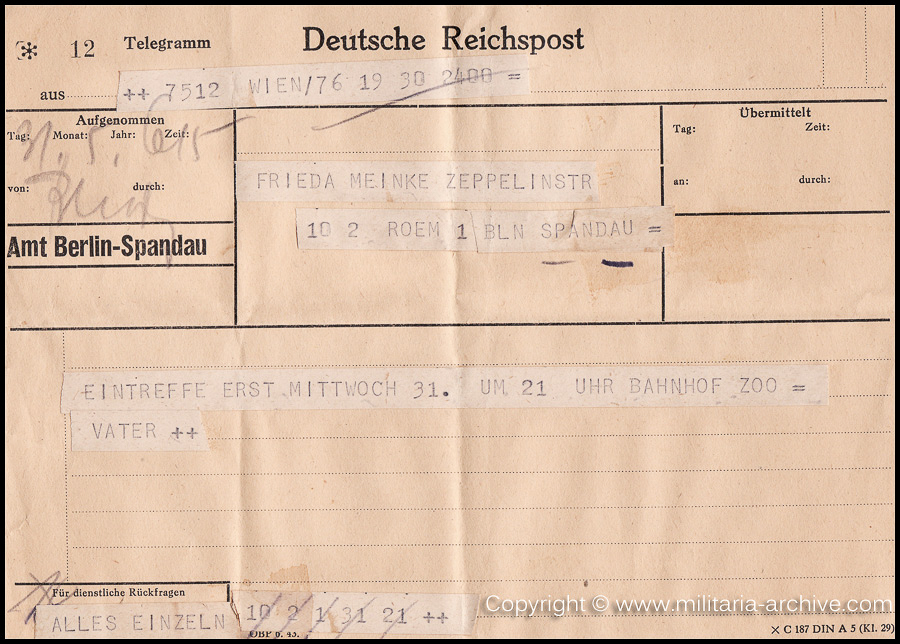 12 Telegramm Deutsche Reichspost
aus
++ 7512 WIEN/76 19 30 2400 =
Aufgenommen
Tag: Monat: Jahr: Zeit:
von: durch:
Amt Berlin-Spandau
FRIEDA MEINKE ZEPPELINSTR
10 2 ROEM 1 BLN SPANDAU =
Übermittelt
Tag: Zeit:
an: durch:
EINTREFFE ERST MITTWOCH 31. UM 21 UHR BAHNHOF ZOO =
VATER ++
Für dienstliche Rückfragen
ALLES EINZELN 10 2 1 31 21 ++
Copyright © www.militaria-archive.com
× C 187 DIN A 5 (Kl. 29)